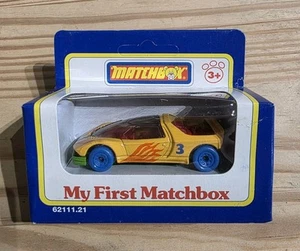 MATCHBOX
3+
3
My First Matchbox
62111.21